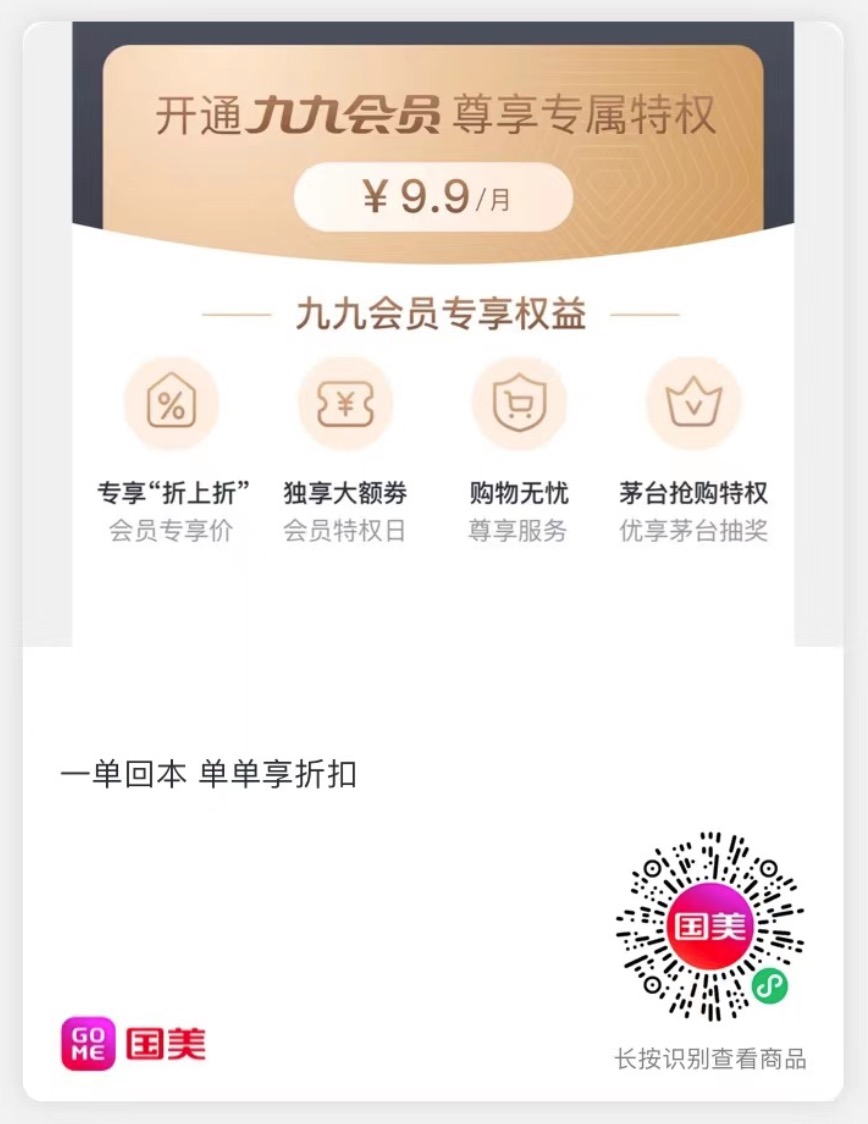 开通九九会员尊享专属特权
¥9.9/月
九九会员专享权益
专享“折上折” 独享大额券 购物无忧 茅台抢购特权
会员专享价 会员特权日 尊享服务 优享茅台抽奖
一单回本 单单享折扣
国美
GO
ME 国美
长按识别查看商品